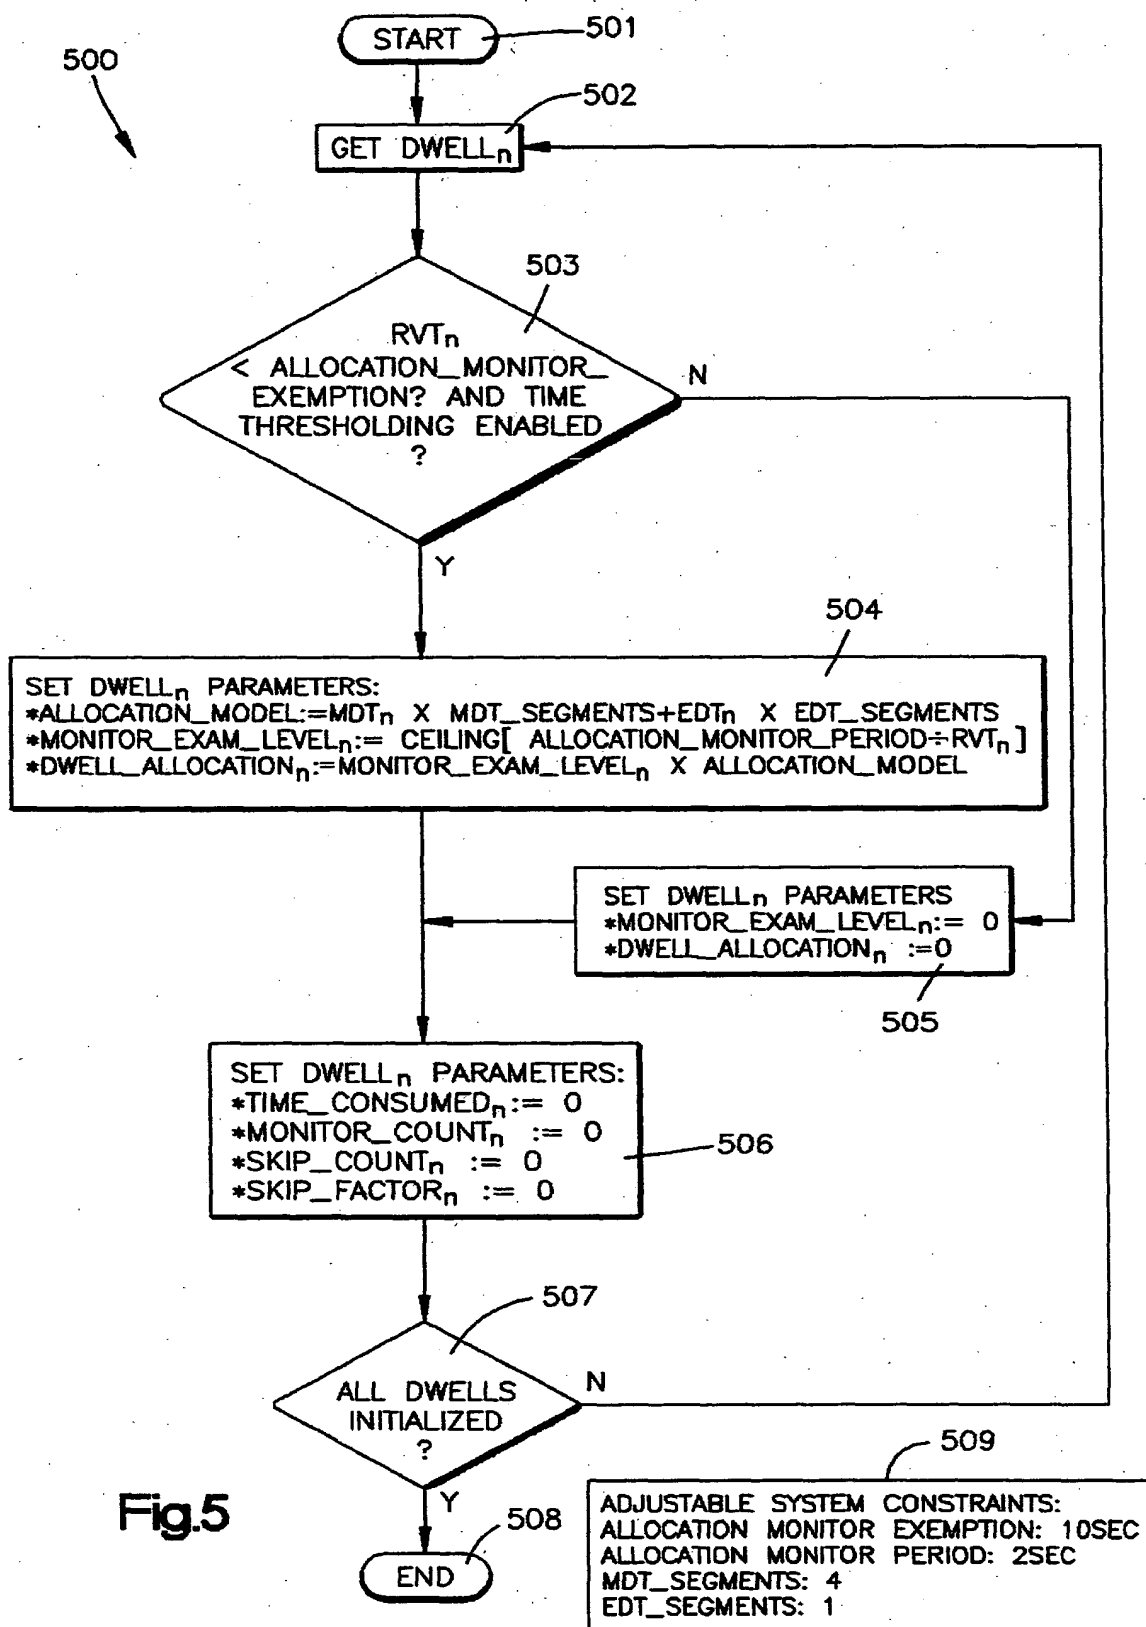 START
501
500
502
GET DWELLn
503
RVTn
< ALLOCATION_MONITOR_
EXEMPTION? AND TIME
THRESHOLDING ENABLED
?
N
Y
504
SET DWELLn PARAMETERS:
*ALLOCATION_MODEL:=MDTn X MDT_SEGMENTS+EDTn X EDT_SEGMENTS
*MONITOR_EXAM_LEVELn:= CEILING[ ALLOCATION_MONITOR_PERIOD÷RVTn ]
*DWELL_ALLOCATIONn:=MONITOR_EXAM_LEVELn X ALLOCATION_MODEL
SET DWELLn PARAMETERS
*MONITOR_EXAM_LEVELn:= 0
*DWELL_ALLOCATIONn :=0
505
SET DWELLn PARAMETERS:
*TIME_CONSUMEDn:= 0
*MONITOR_COUNTn := 0
*SKIP_COUNTn := 0
*SKIP_FACTORn := 0
506
507
ALL DWELLS
INITIALIZED
?
N
Y
508
END
Fig.5
509
ADJUSTABLE SYSTEM CONSTRAINTS:
ALLOCATION MONITOR EXEMPTION: 10SEC
ALLOCATION MONITOR PERIOD: 2SEC
MDT_SEGMENTS: 4
EDT_SEGMENTS: 1